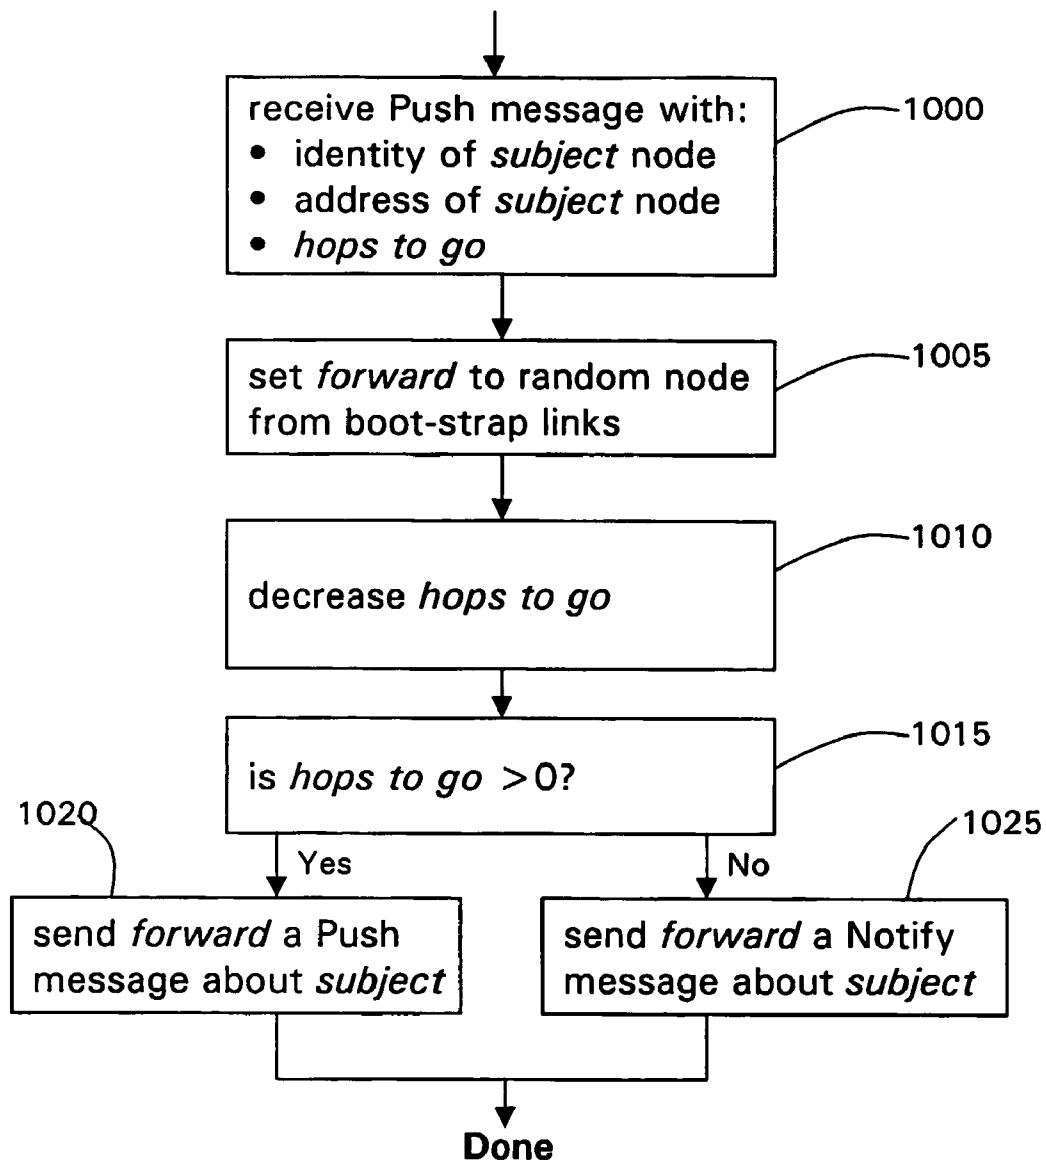 receive Push message with:
• identity of subject node
• address of subject node
• hops to go
1000
set forward to random node
from boot-strap links
1005
decrease hops to go
1010
is hops to go >0?
1015
1020
Yes
No
1025
send forward a Push
message about subject
send forward a Notify
message about subject
Done